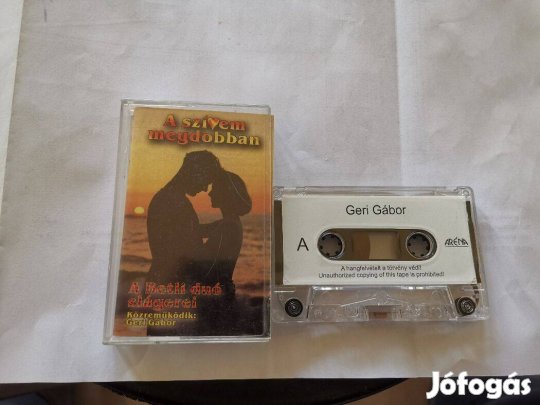 A szívem
megdobban
A Kétli duó
slágerei
Közreműködik:
Geri Gábor
Geri Gábor
A
ARÉNA
A hangfelvételt a törvény védi!
Unauthorized copying of this tape is prohibited!
Jófogás